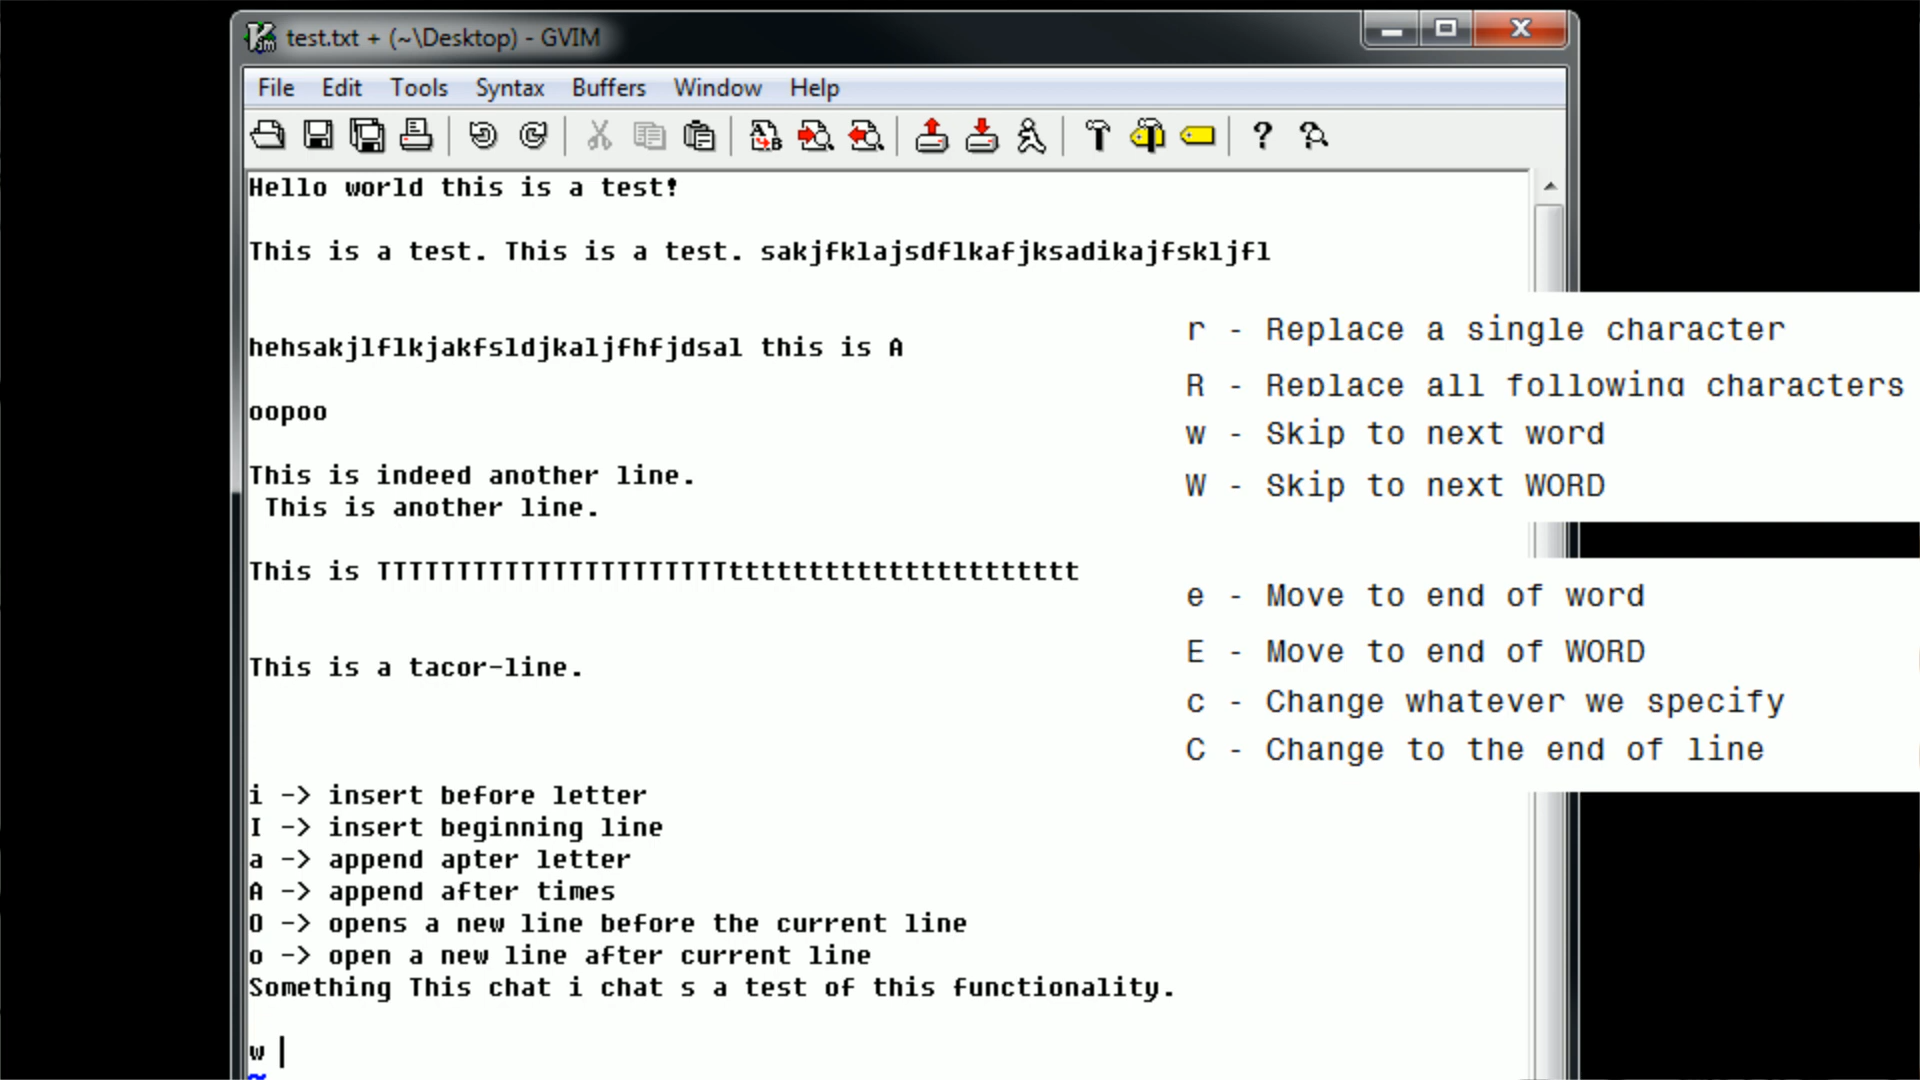 test.txt + (~\Desktop) - GVIM
File Edit Tools Syntax Buffers Window Help
Hello world this is a test!
This is a test. This is a test. sakjfklajsdflkafjksadikajfskljfl
hehsakjlflkjakfsldjkaljfhfjdsal this is A
oopoo
This is indeed another line.
This is another line.
This is TTTTTTTTTTTTTTTTTTTTTTtttttttttttttttttttttt
This is a tacor-line.
i -> insert before letter
I -> insert beginning line
a -> append apter letter
A -> append after times
O -> opens a new line before the current line
o -> open a new line after current line
Something This chat i chat s a test of this functionality.
w
~
r - Replace a single character
R - Replace all following characters
w - Skip to next word
W - Skip to next WORD
e - Move to end of word
E - Move to end of WORD
c - Change whatever we specify
C - Change to the end of line